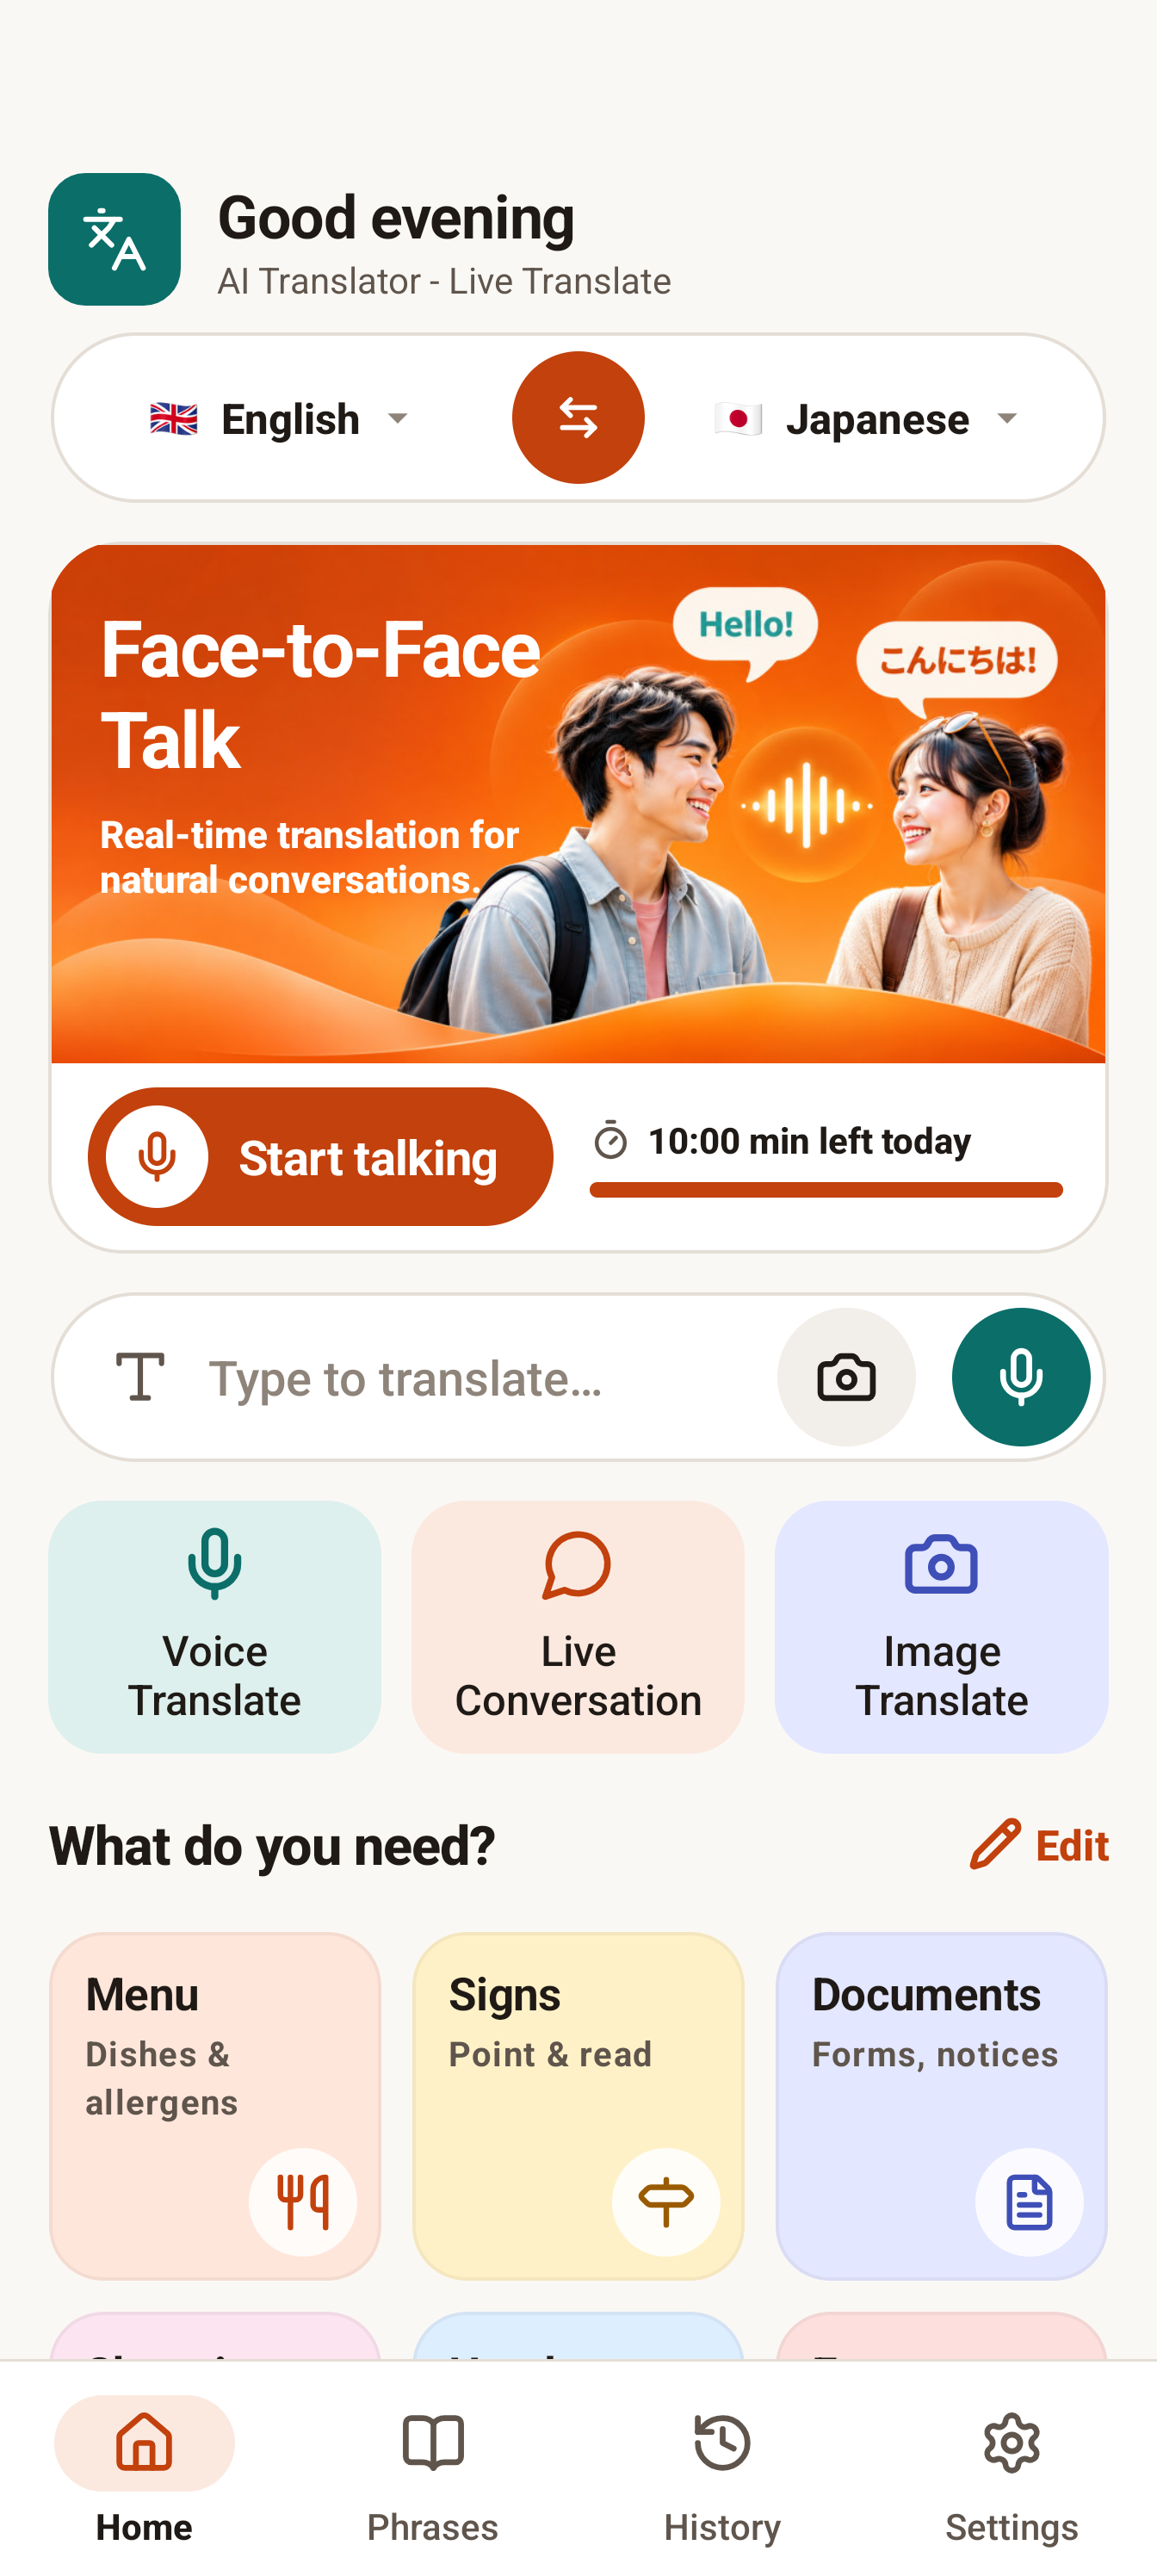 Good evening
AI Translator - Live Translate
English
Japanese
Face-to-Face
Talk
Hello!
こんにちは!
Real-time translation for
natural conversations.
Start talking
10:00 min left today
Type to translate...
Voice
Translate
Live
Conversation
Image
Translate
What do you need?
Edit
Menu
Dishes &
allergens
Signs
Point & read
Documents
Forms, notices
Home
Phrases
History
Settings